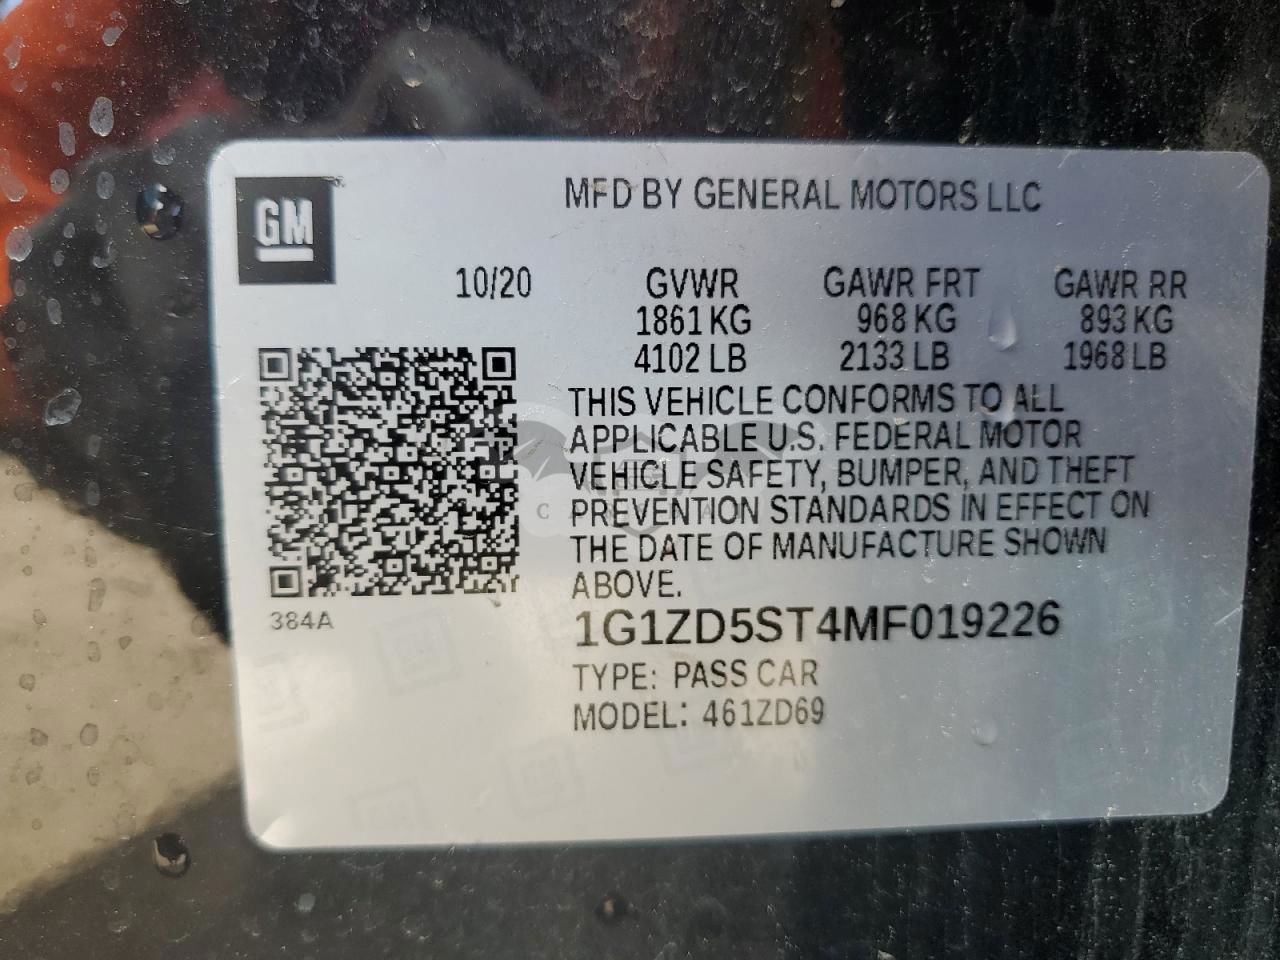 GM
MFD BY GENERAL MOTORS LLC
10/20 GVWR GAWR FRT GAWR RR
1861 KG 968 KG 893 KG
4102 LB 2133 LB 1968 LB
THIS VEHICLE CONFORMS TO ALL
APPLICABLE U.S. FEDERAL MOTOR
VEHICLE SAFETY, BUMPER, AND THEFT
PREVENTION STANDARDS IN EFFECT ON
THE DATE OF MANUFACTURE SHOWN
ABOVE.
384A
1G1ZD5ST4MF019226
TYPE: PASS CAR
MODEL: 461ZD69